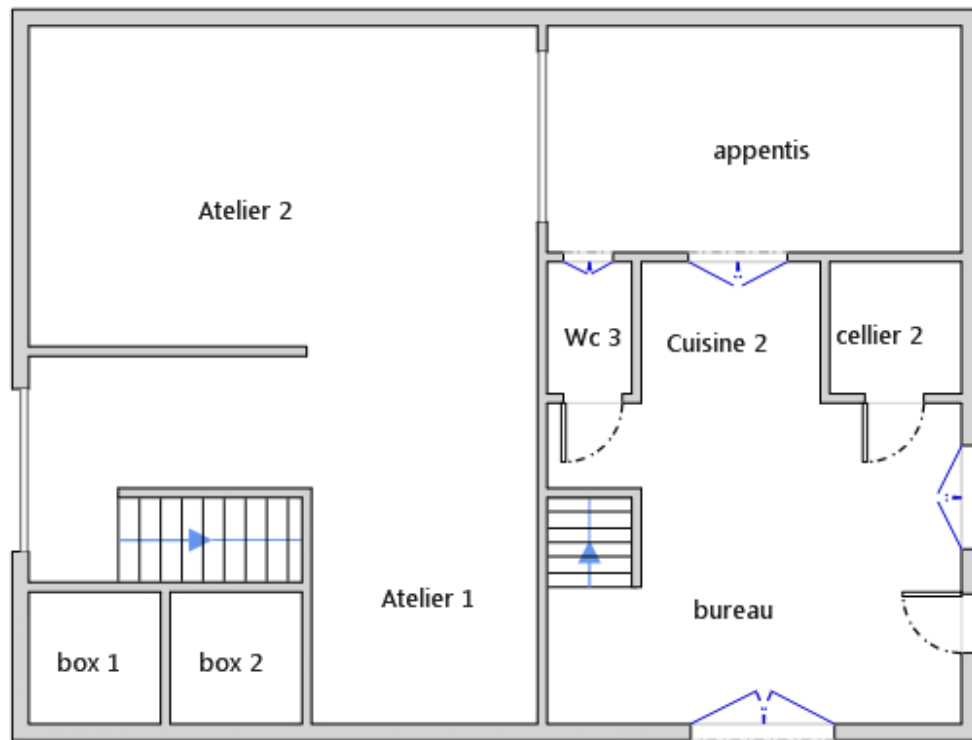 appentis
Atelier 2
Wc 3
Cuisine 2
cellier 2
Atelier 1
bureau
box 1
box 2